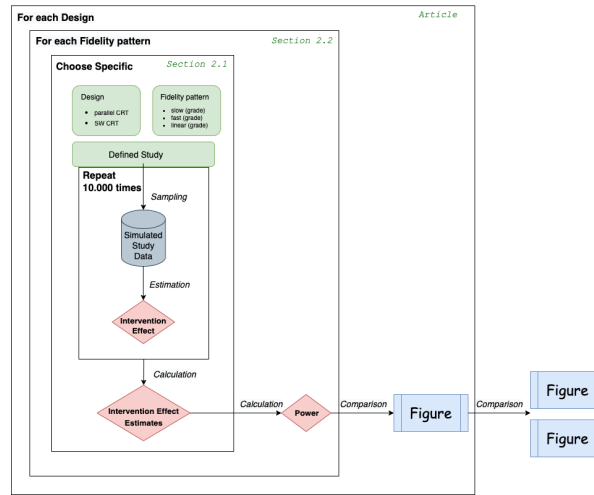 For each Design
Article
For each Fidelity pattern
Section 2.2
Choose Specific
Section 2.1
Design
• parallel CRT
• SW CRT
Fidelity pattern
• slow (grade)
• fast (grade)
• linear (grade)
Defined Study
Repeat
10.000 times
Sampling
Simulated
Study
Data
Estimation
Intervention
Effect
Calculation
Intervention Effect
Estimates
Calculation
Power
Comparison
Figure
Comparison
Figure
Figure